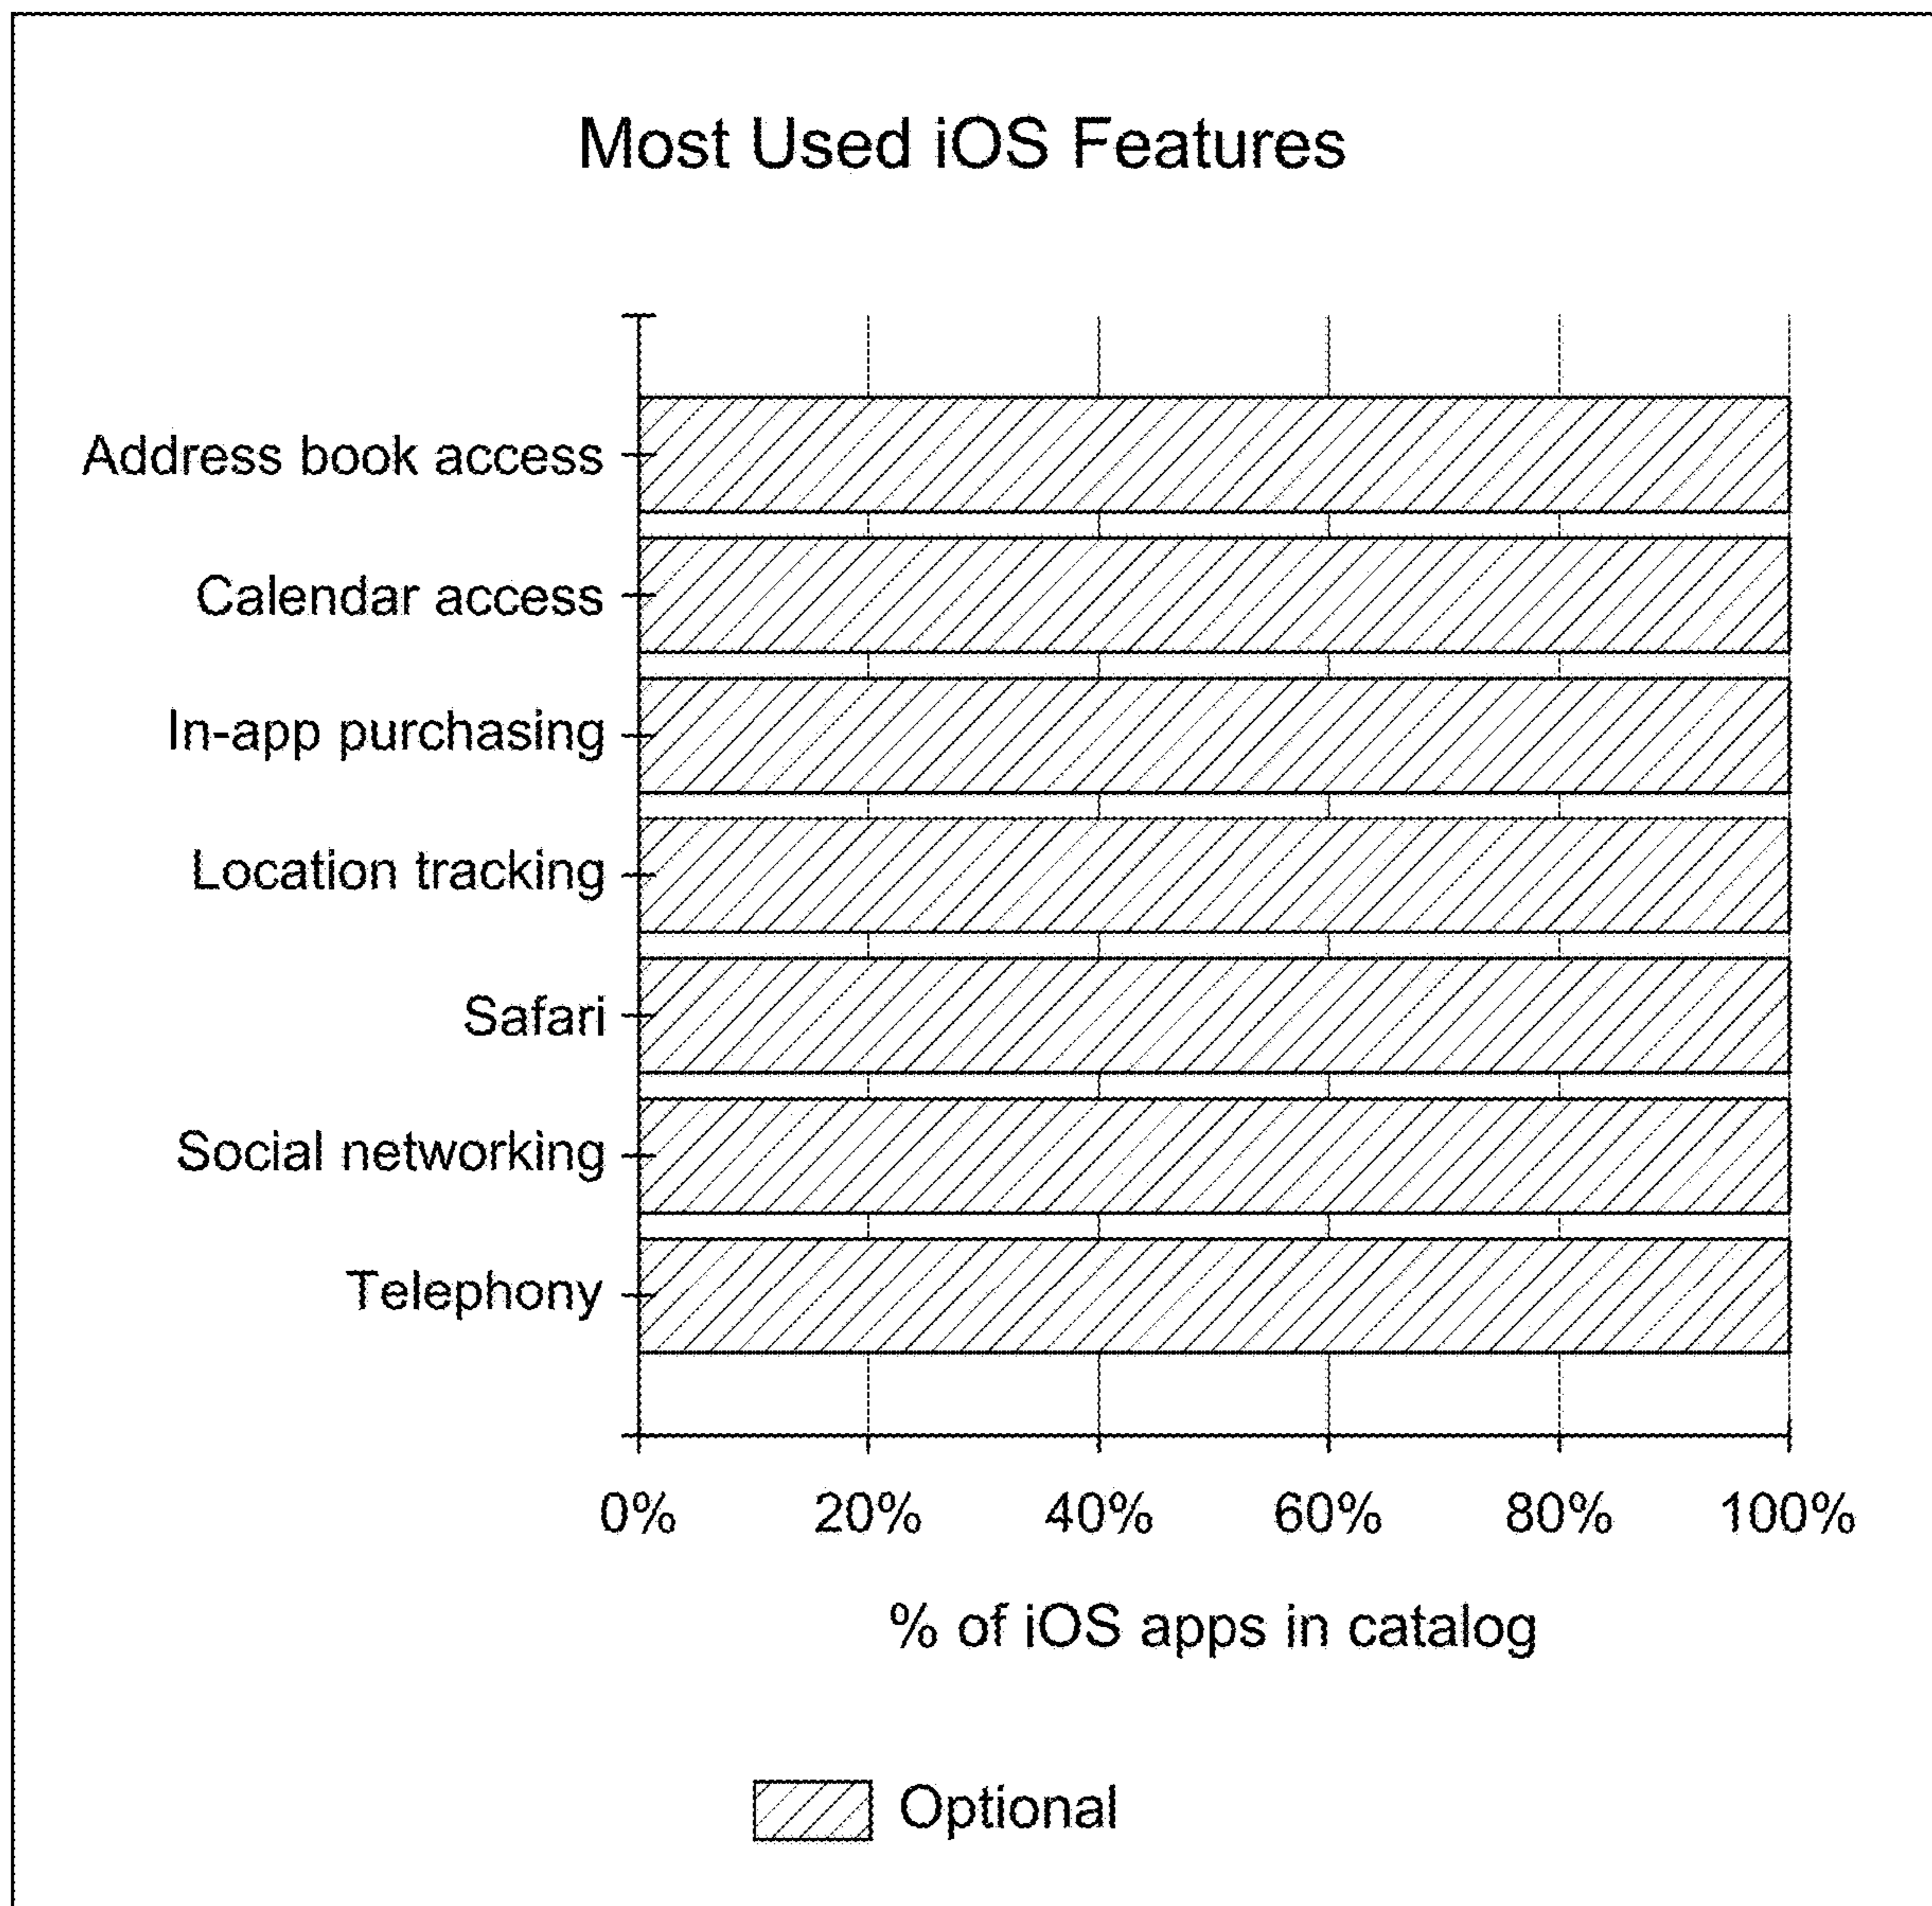 Most Used iOS Features
Address book access
Calendar access
In-app purchasing
Location tracking
Safari
Social networking
Telephony
0% 20% 40% 60% 80% 100%
% of iOS apps in catalog
Optional